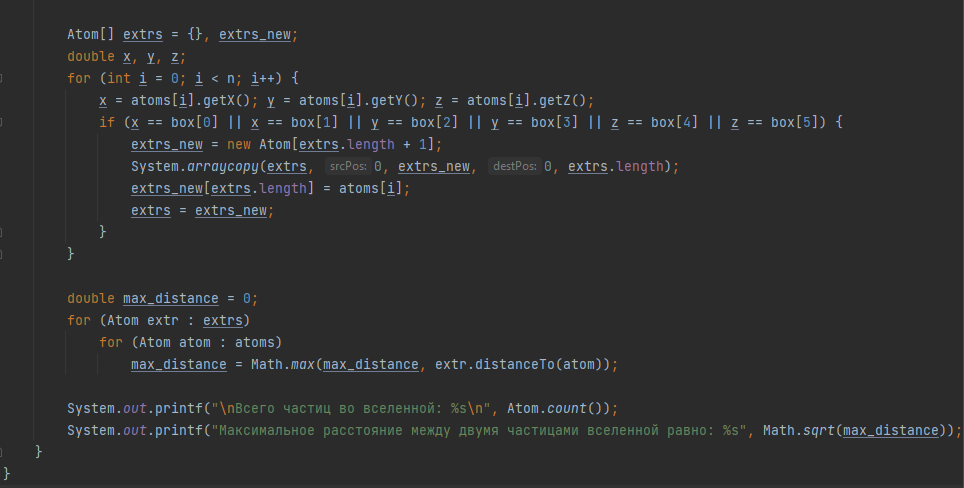 Atom[] extrs = {}, extrs_new;
double x, y, z;
for (int i = 0; i < n; i++) {
x = atoms[i].getX(); y = atoms[i].getY(); z = atoms[i].getZ();
if (x == box[0] || x == box[1] || y == box[2] || y == box[3] || z == box[4] || z == box[5]) {
extrs_new = new Atom[extrs.length + 1];
System.arraycopy(extrs, srcPos: 0, extrs_new, destPos: 0, extrs.length);
extrs_new[extrs.length] = atoms[i];
extrs = extrs_new;
}
}
double max_distance = 0;
for (Atom extr : extrs)
for (Atom atom : atoms)
max_distance = Math.max(max_distance, extr.distanceTo(atom));
System.out.printf("\nВсего частиц во вселенной: %s\n", Atom.count());
System.out.printf("Максимальное расстояние между двумя частицами вселенной равно: %s", Math.sqrt(max_distance));
}
}